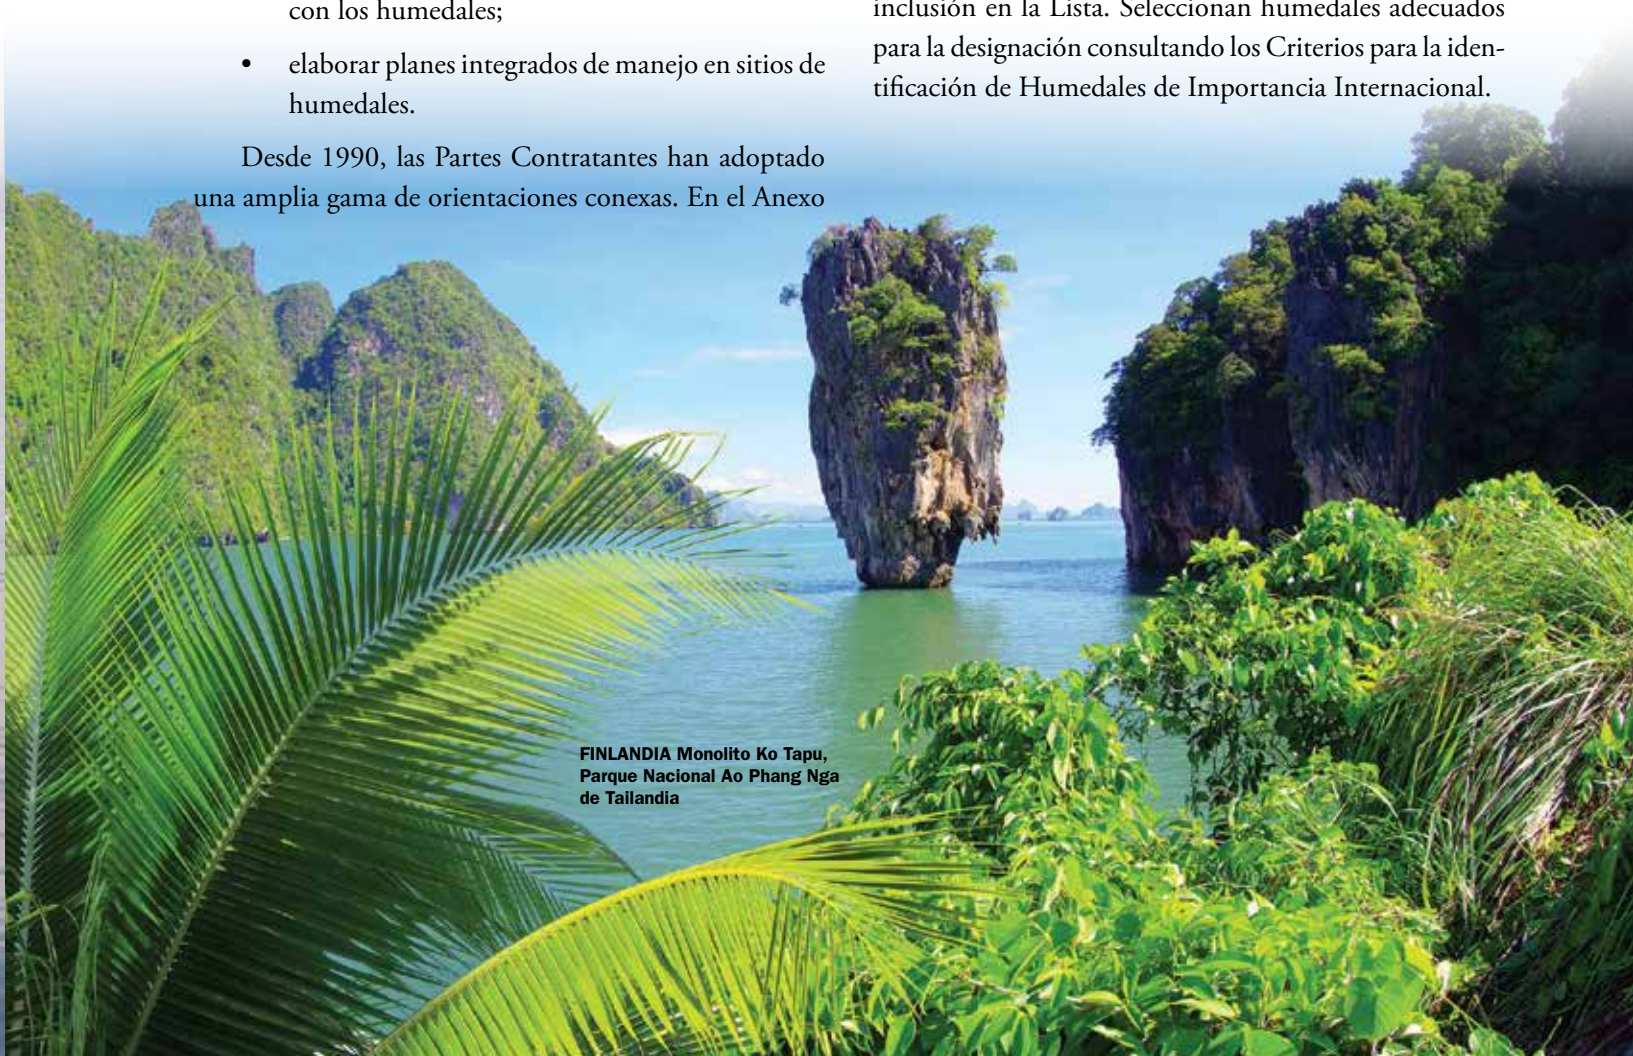 con los humedales;
• elaborar planes integrados de manejo en sitios de
humedales.
Desde 1990, las Partes Contratantes han adoptado
una amplia gama de orientaciones conexas. En el Anexo
inclusión en la Lista. Seleccionan humedales adecuados
para la designación consultando los Criterios para la iden-
tificación de Humedales de Importancia Internacional.
FINLANDIA Monolito Ko Tapu,
Parque Nacional Ao Phang Nga
de Tailandia